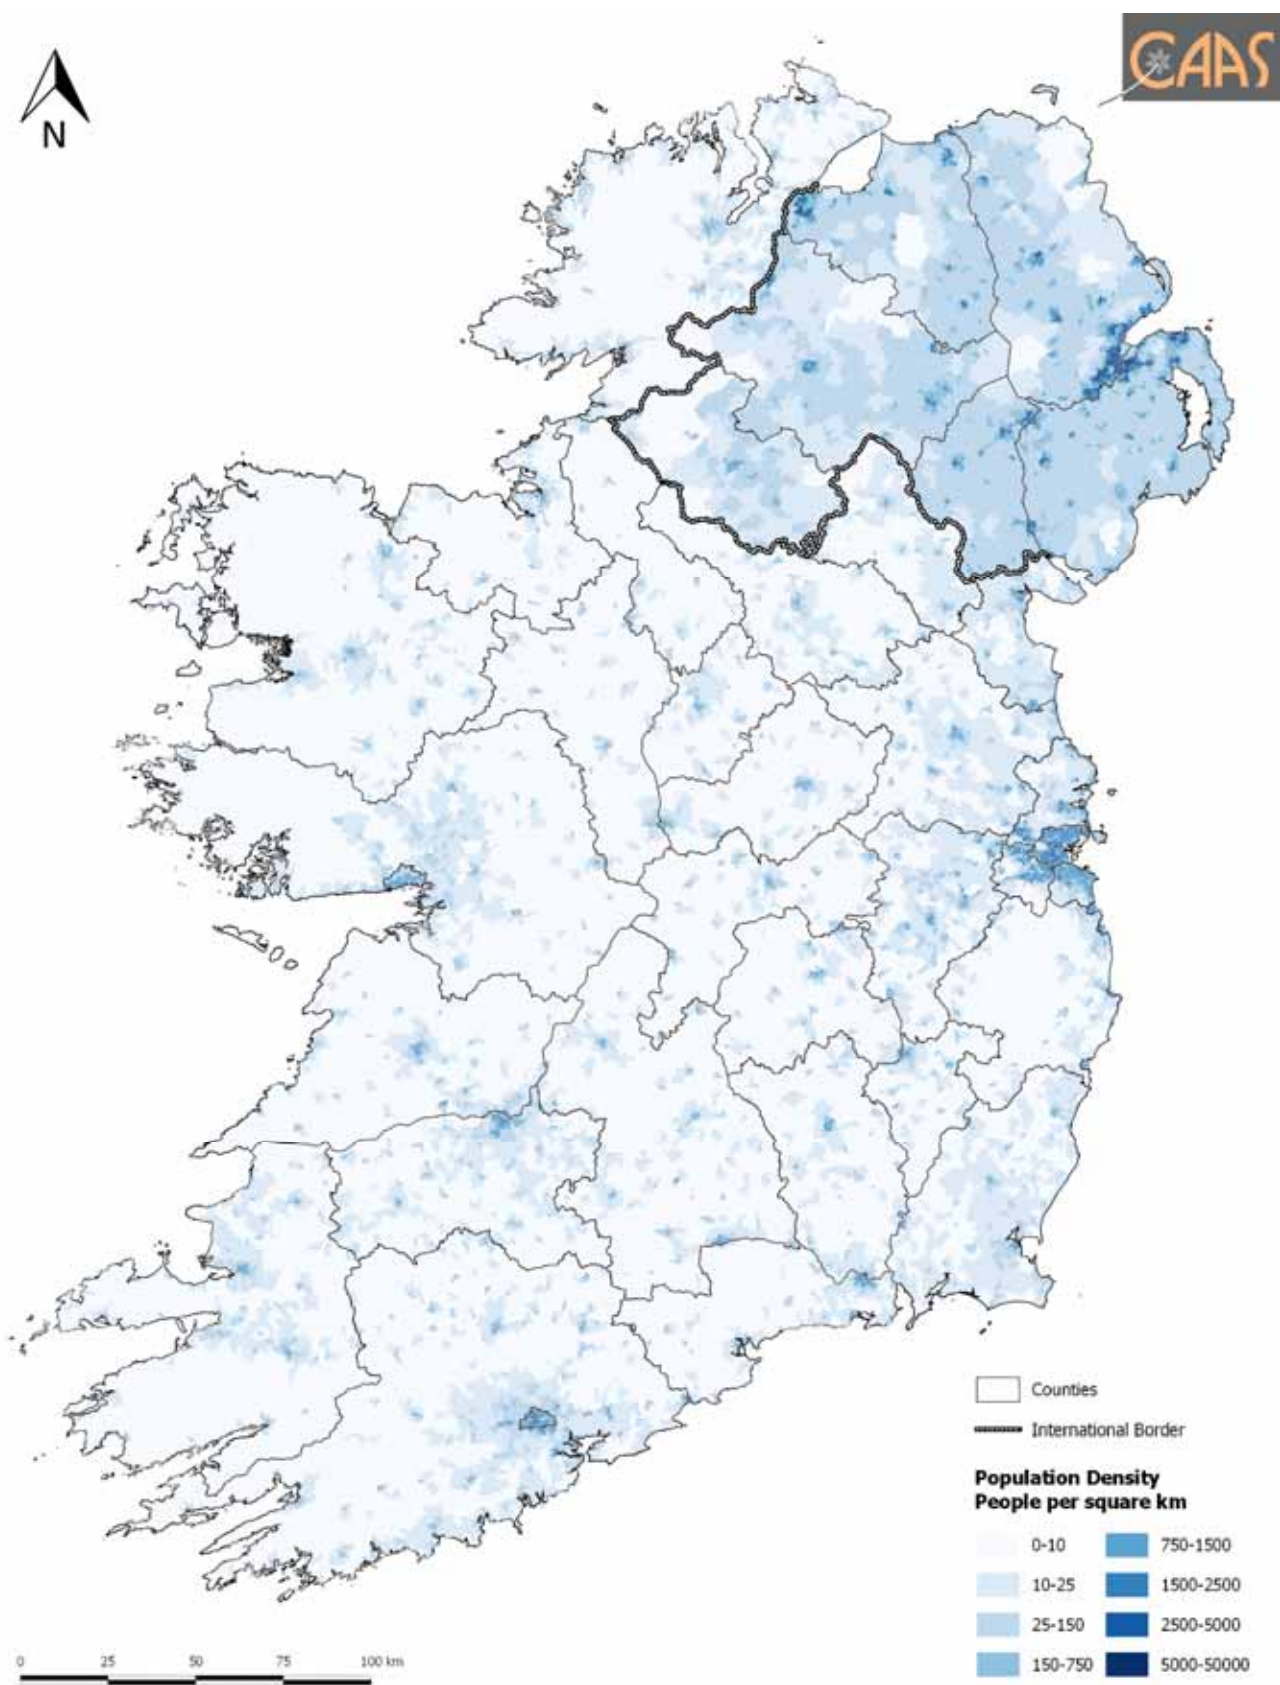 CAAS
N
Counties
International Border
Population Density
People per square km
0-10
750-1500
10-25
1500-2500
25-150
2500-5000
150-750
5000-50000
0 25 50 75 100 km